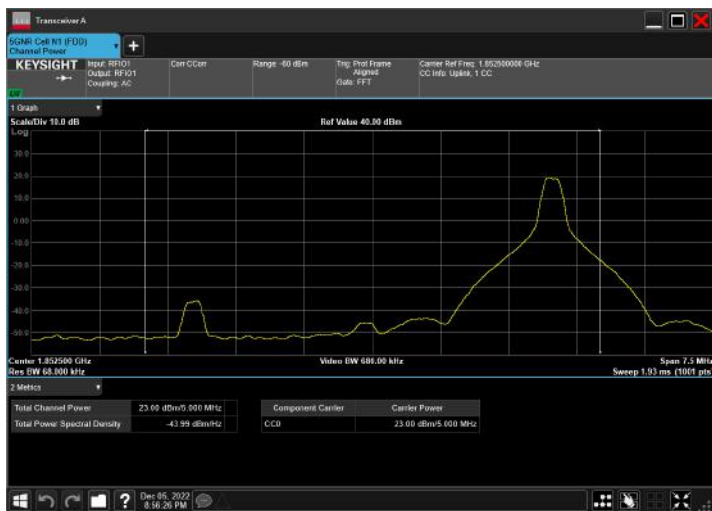 Transceiver A
5GNR Cell N1 (FDD)
Channel Power
KEYSIGHT
Input: RFIO1
Output: RFIO1
Coupling: AC
Corr CCorr
Range: -60 dBm
Trig: Prot Frame
Aligned
Gate: FFT
Carrier Ref Freq: 1.852500000 GHz
CC Info: Uplink, 1 CC
1 Graph
Scale/Div 10.0 dB
Ref Value 40.00 dBm
Log
30.0
20.0
10.0
0.00
-10.0
-20.0
-30.0
-40.0
-50.0
Center 1.852500 GHz
Video BW 680.00 kHz
Span 7.5 MHz
Res BW 68.000 kHz
Sweep 1.93 ms (1001 pts)
2 Metrics
Total Channel Power 23.00 dBm/5.000 MHz
Total Power Spectral Density -43.99 dBm/Hz
Component Carrier Carrier Power
CC0 23.00 dBm/5.000 MHz
Dec 05, 2022
8:56:26 PM